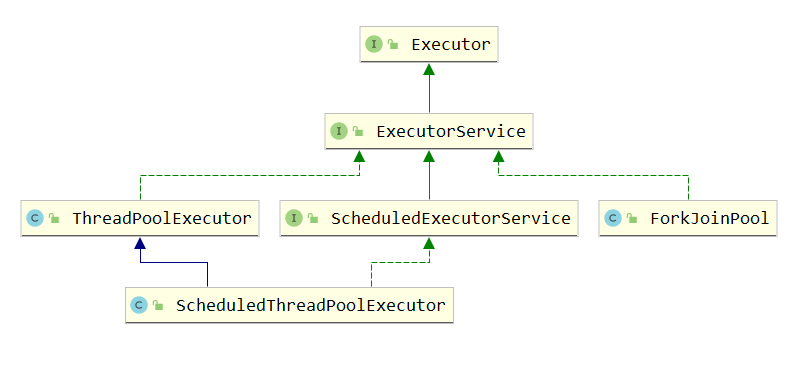 I Executor
I ExecutorService
C ThreadPoolExecutor
I ScheduledExecutorService
C ForkJoinPool
C ScheduledThreadPoolExecutor